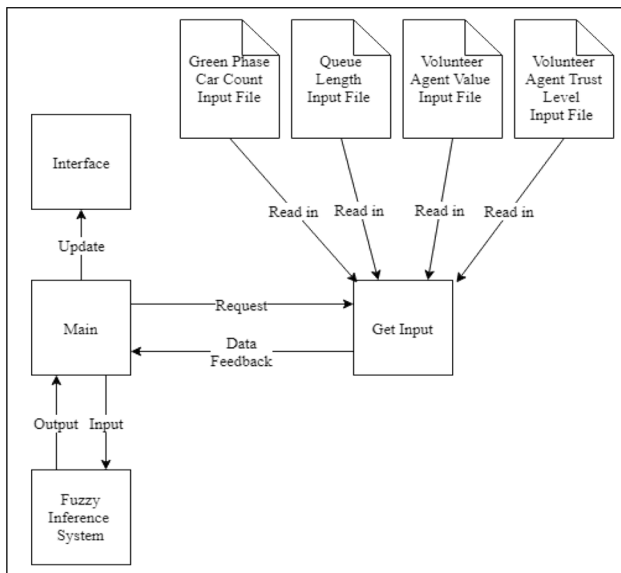 Green Phase
Car Count
Input File
Queue
Length
Input File
Volunteer
Agent Value
Input File
Volunteer
Agent Trust
Level
Input File
Interface
Read in
Read in
Read in
Read in
Update
Main
Request
Get Input
Data
Feedback
Output
Input
Fuzzy
Inference
System